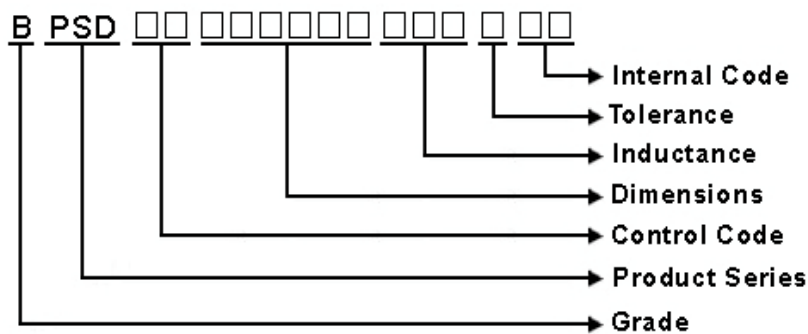 B PSD □□ □□□□□□ □□□ □ □□
Internal Code
Tolerance
Inductance
Dimensions
Control Code
Product Series
Grade